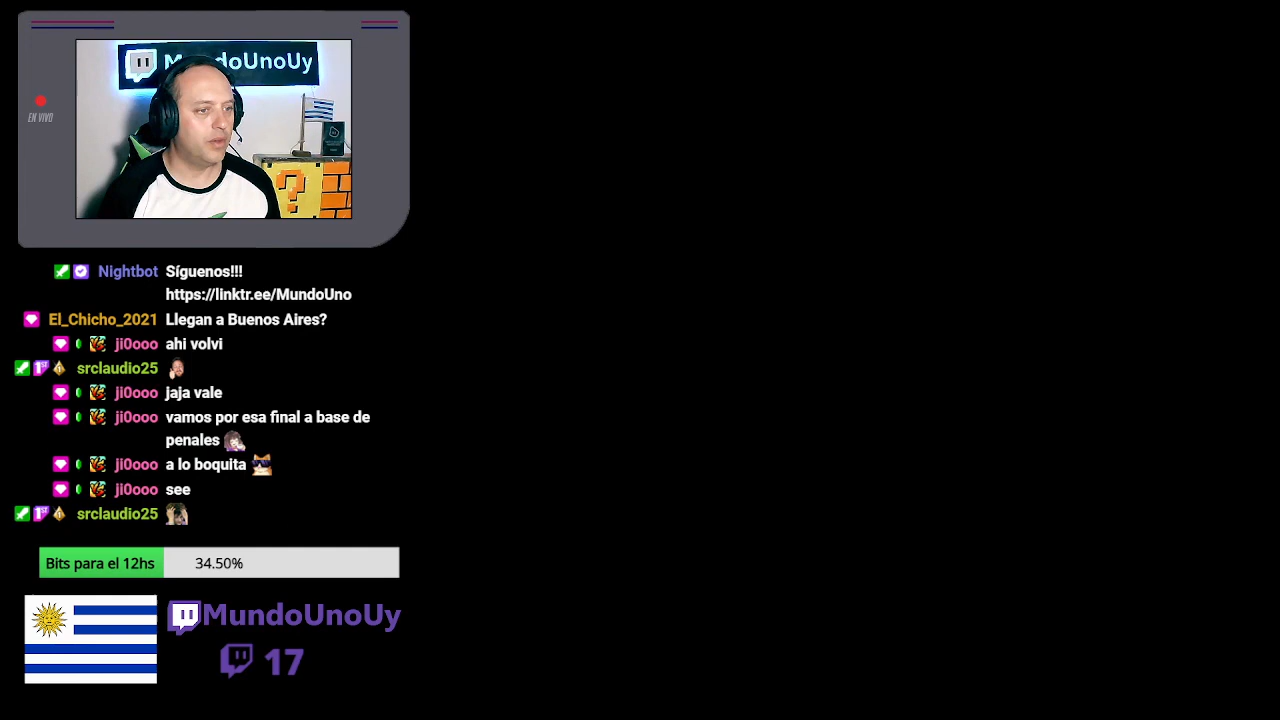 MundoUnoUy
EN VIVO
Nightbot Síguenos!!!
https://linktr.ee/MundoUno
El_Chicho_2021 Llegan a Buenos Aires?
ji0ooo ahi volvi
srclaudio25
ji0ooo jaja vale
ji0ooo vamos por esa final a base de
penales
ji0ooo a lo boquita
ji0ooo see
srclaudio25
Bits para el 12hs 34.50%
MundoUnoUy
17